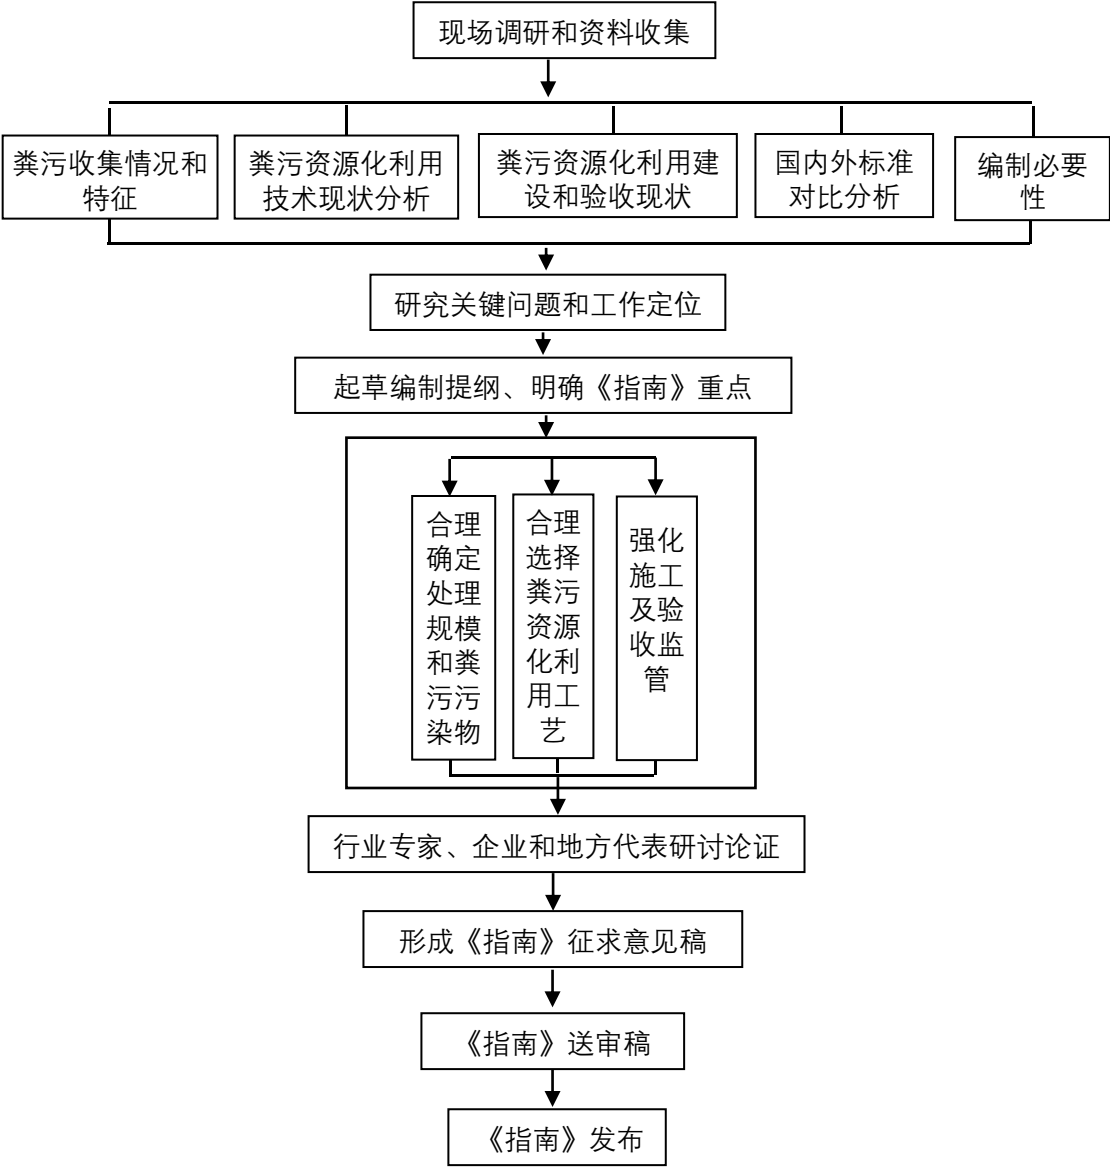 现场调研和资料收集
粪污收集情况和
特征
粪污资源化利用
技术现状分析
粪污资源化利用建
设和验收现状
国内外标准
对比分析
编制必要
性
研究关键问题和工作定位
起草编制提纲、明确《指南》重点
合理
确定
处理
规模
和粪
污污
染物
合理
选择
粪污
资源
化利
用工
艺
强化
施工
及验
收监
管
行业专家、企业和地方代表研讨论证
形成《指南》征求意见稿
《指南》送审稿
《指南》发布